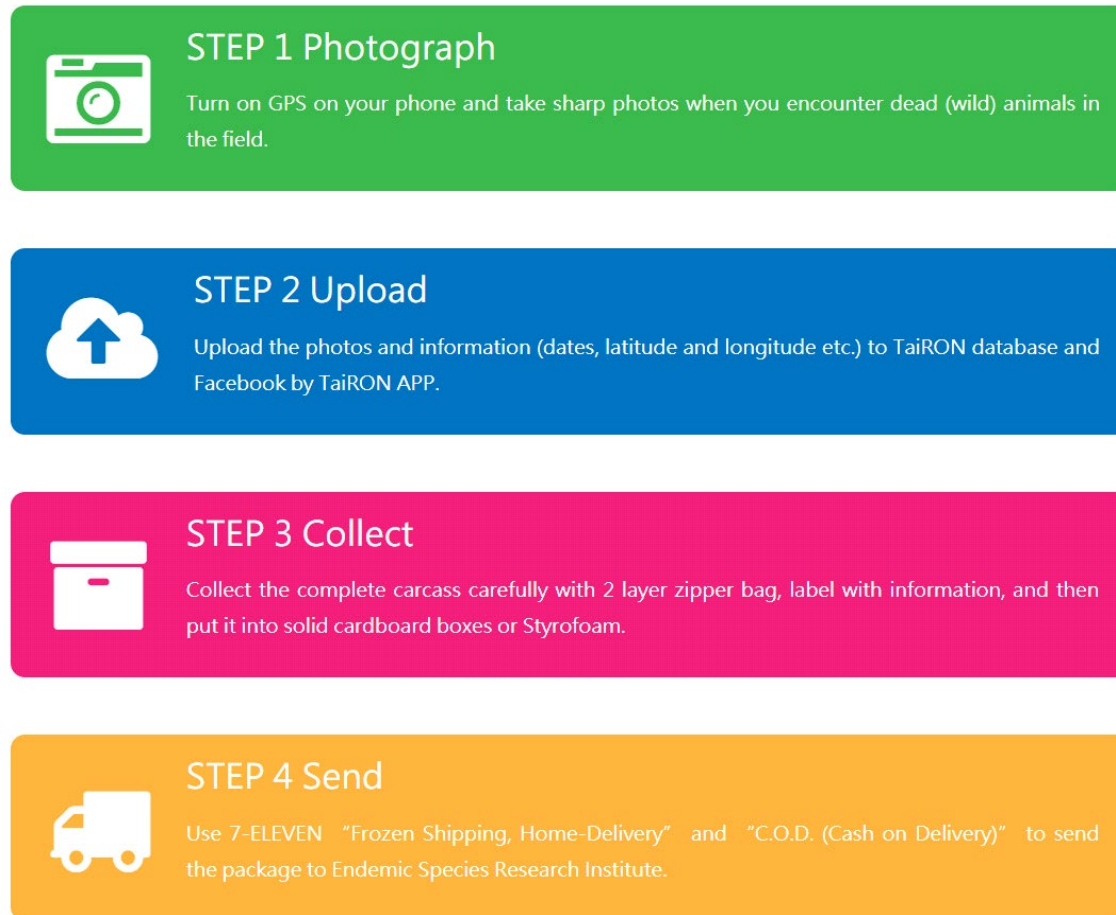 STEP 1 Photograph
Turn on GPS on your phone and take sharp photos when you encounter dead (wild) animals in
the field.
STEP 2 Upload
Upload the photos and information (dates, latitude and longitude etc.) to TaiRON database and
Facebook by TaiRON APP.
STEP 3 Collect
Collect the complete carcass carefully with 2 layer zipper bag, label with information, and then
put it into solid cardboard boxes or Styrofoam.
STEP 4 Send
Use 7-ELEVEN “Frozen Shipping, Home-Delivery” and “C.O.D. (Cash on Delivery)” to send
the package to Endemic Species Research Institute.